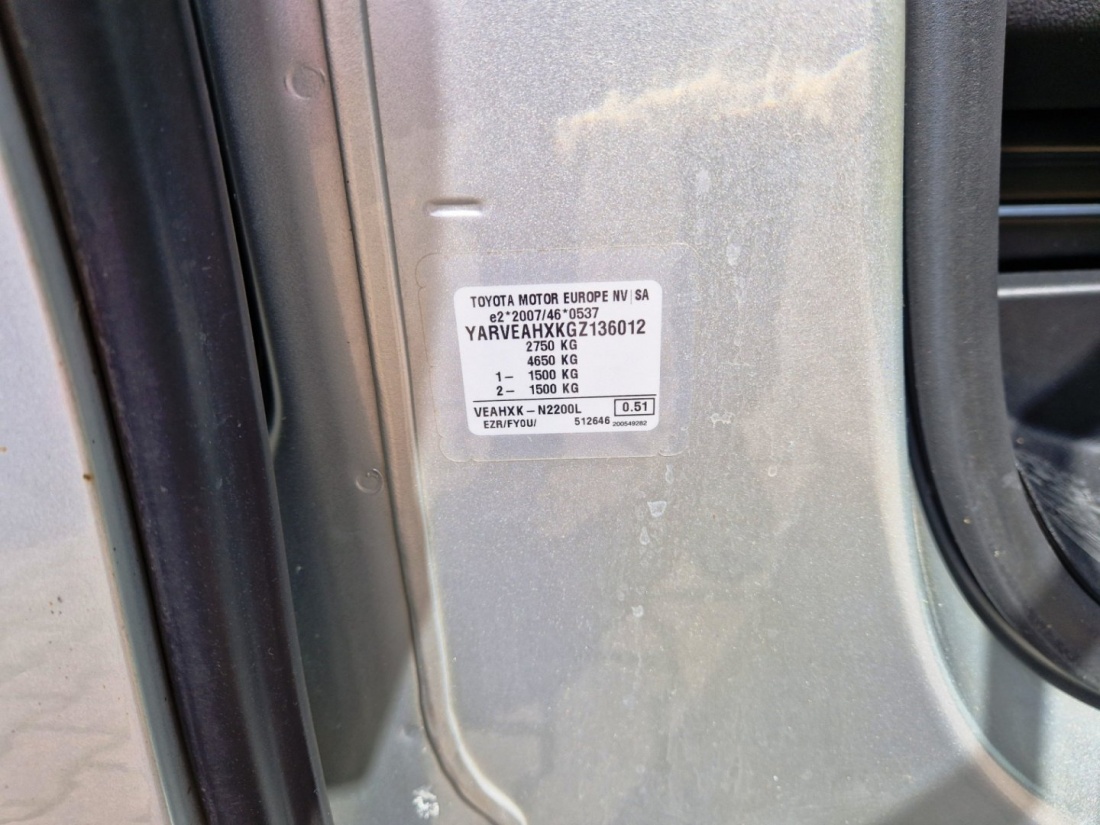 TOYOTA MOTOR EUROPE NV|SA
e2*2007/46*0537
YARVEAHXKGZ136012
2750 KG
4650 KG
1– 1500 KG
2– 1500 KG
VEAHXK – N2200L 0.51
EZR/FY0U/ 512646 200549282